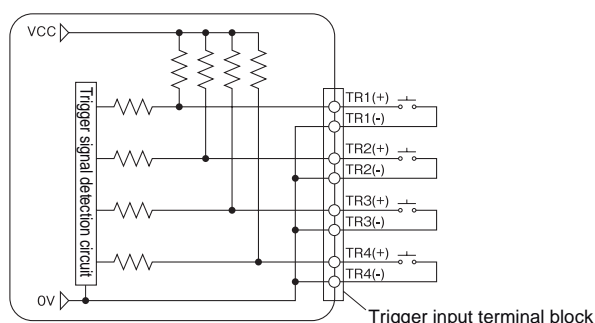 VCC
Trigger signal detection circuit
TR1(+)
TR1(-)
TR2(+)
TR2(-)
TR3(+)
TR3(-)
TR4(+)
TR4(-)
0V
Trigger input terminal block